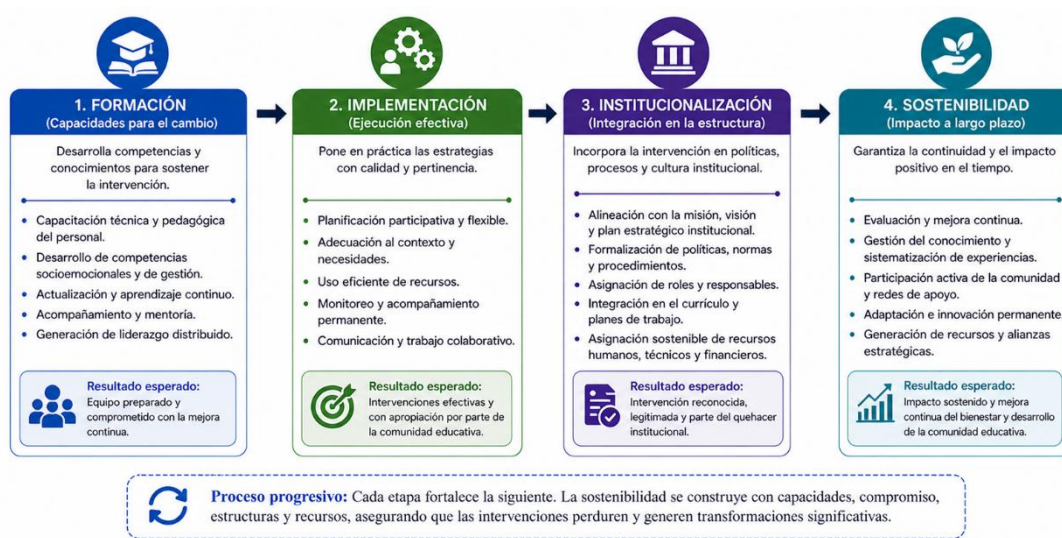 1. FORMACIÓN
(Capacidades para el cambio)
Desarrolla competencias y
conocimientos para sostener
la intervención.
• Capacitación técnica y pedagógica
del personal.
• Desarrollo de competencias
socioemocionales y de gestión.
• Actualización y aprendizaje continuo.
• Acompañamiento y mentoría.
• Generación de liderazgo distribuido.
Resultado esperado:
Equipo preparado y
comprometido con la mejora
continua.
2. IMPLEMENTACIÓN
(Ejecución efectiva)
Pone en práctica las estrategias
con calidad y pertinencia.
• Planificación participativa y flexible.
• Adecuación al contexto y
necesidades.
• Uso eficiente de recursos.
• Monitoreo y acompañamiento
permanente.
• Comunicación y trabajo colaborativo.
Resultado esperado:
Intervenciones efectivas y
con apropiación por parte de
la comunidad educativa.
3. INSTITUCIONALIZACIÓN
(Integración en la estructura)
Incorpora la intervención en políticas,
procesos y cultura institucional.
• Alineación con la misión, visión
y plan estratégico institucional.
• Formalización de políticas, normas
y procedimientos.
• Asignación de roles y responsables.
• Integración en el currículo y
planes de trabajo.
• Asignación sostenible de recursos
humanos, técnicos y financieros.
Resultado esperado:
Intervención reconocida,
legitimada y parte del quehacer
institucional.
4. SOSTENIBILIDAD
(Impacto a largo plazo)
Garantiza la continuidad y el impacto
positivo en el tiempo.
• Evaluación y mejora continua.
• Gestión del conocimiento y
sistematización de experiencias.
• Participación activa de la comunidad
y redes de apoyo.
• Adaptación e innovación permanente
• Generación de recursos y alianzas
estratégicas.
Resultado esperado:
Impacto sostenido y mejora
continua del bienestar y desarrollo
de la comunidad educativa.
Proceso progresivo: Cada etapa fortalece la siguiente. La sostenibilidad se construye con capacidades, compromiso,
estructuras y recursos, asegurando que las intervenciones perduren y generen transformaciones significativas.